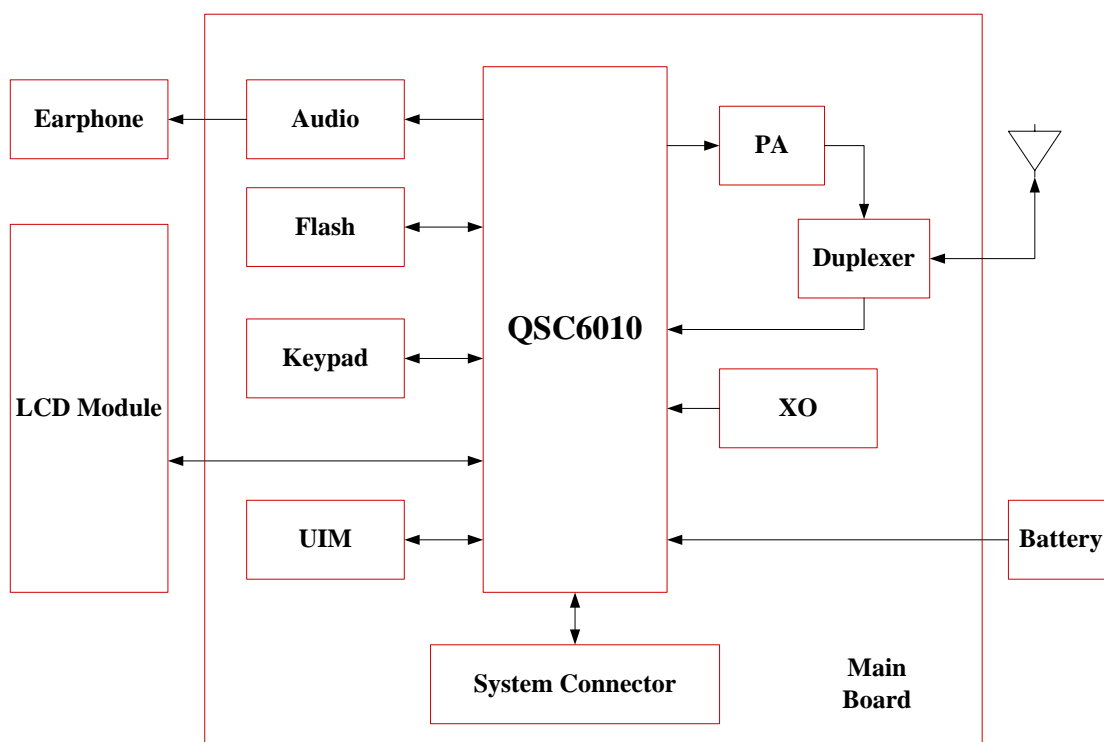 Earphone
Audio
PA
Flash
Duplexer
QSC6010
Keypad
LCD Module
XO
UIM
Battery
System Connector
Main
Board